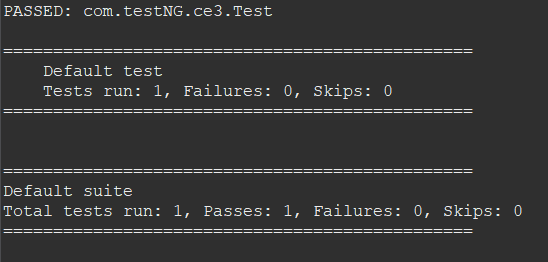 PASSED: com.testNG.ce3.Test
===============================================
    Default test
    Tests run: 1, Failures: 0, Skips: 0
===============================================
===============================================
Default suite
Total tests run: 1, Passes: 1, Failures: 0, Skips: 0
===============================================